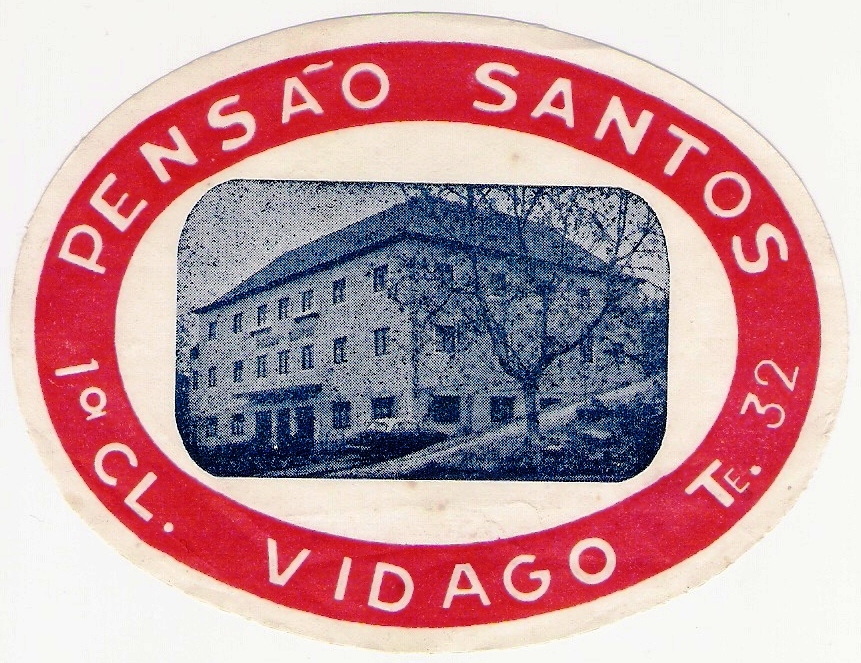 PENSÃO SANTOS
1ª CL.
VIDAGO
TE. 32